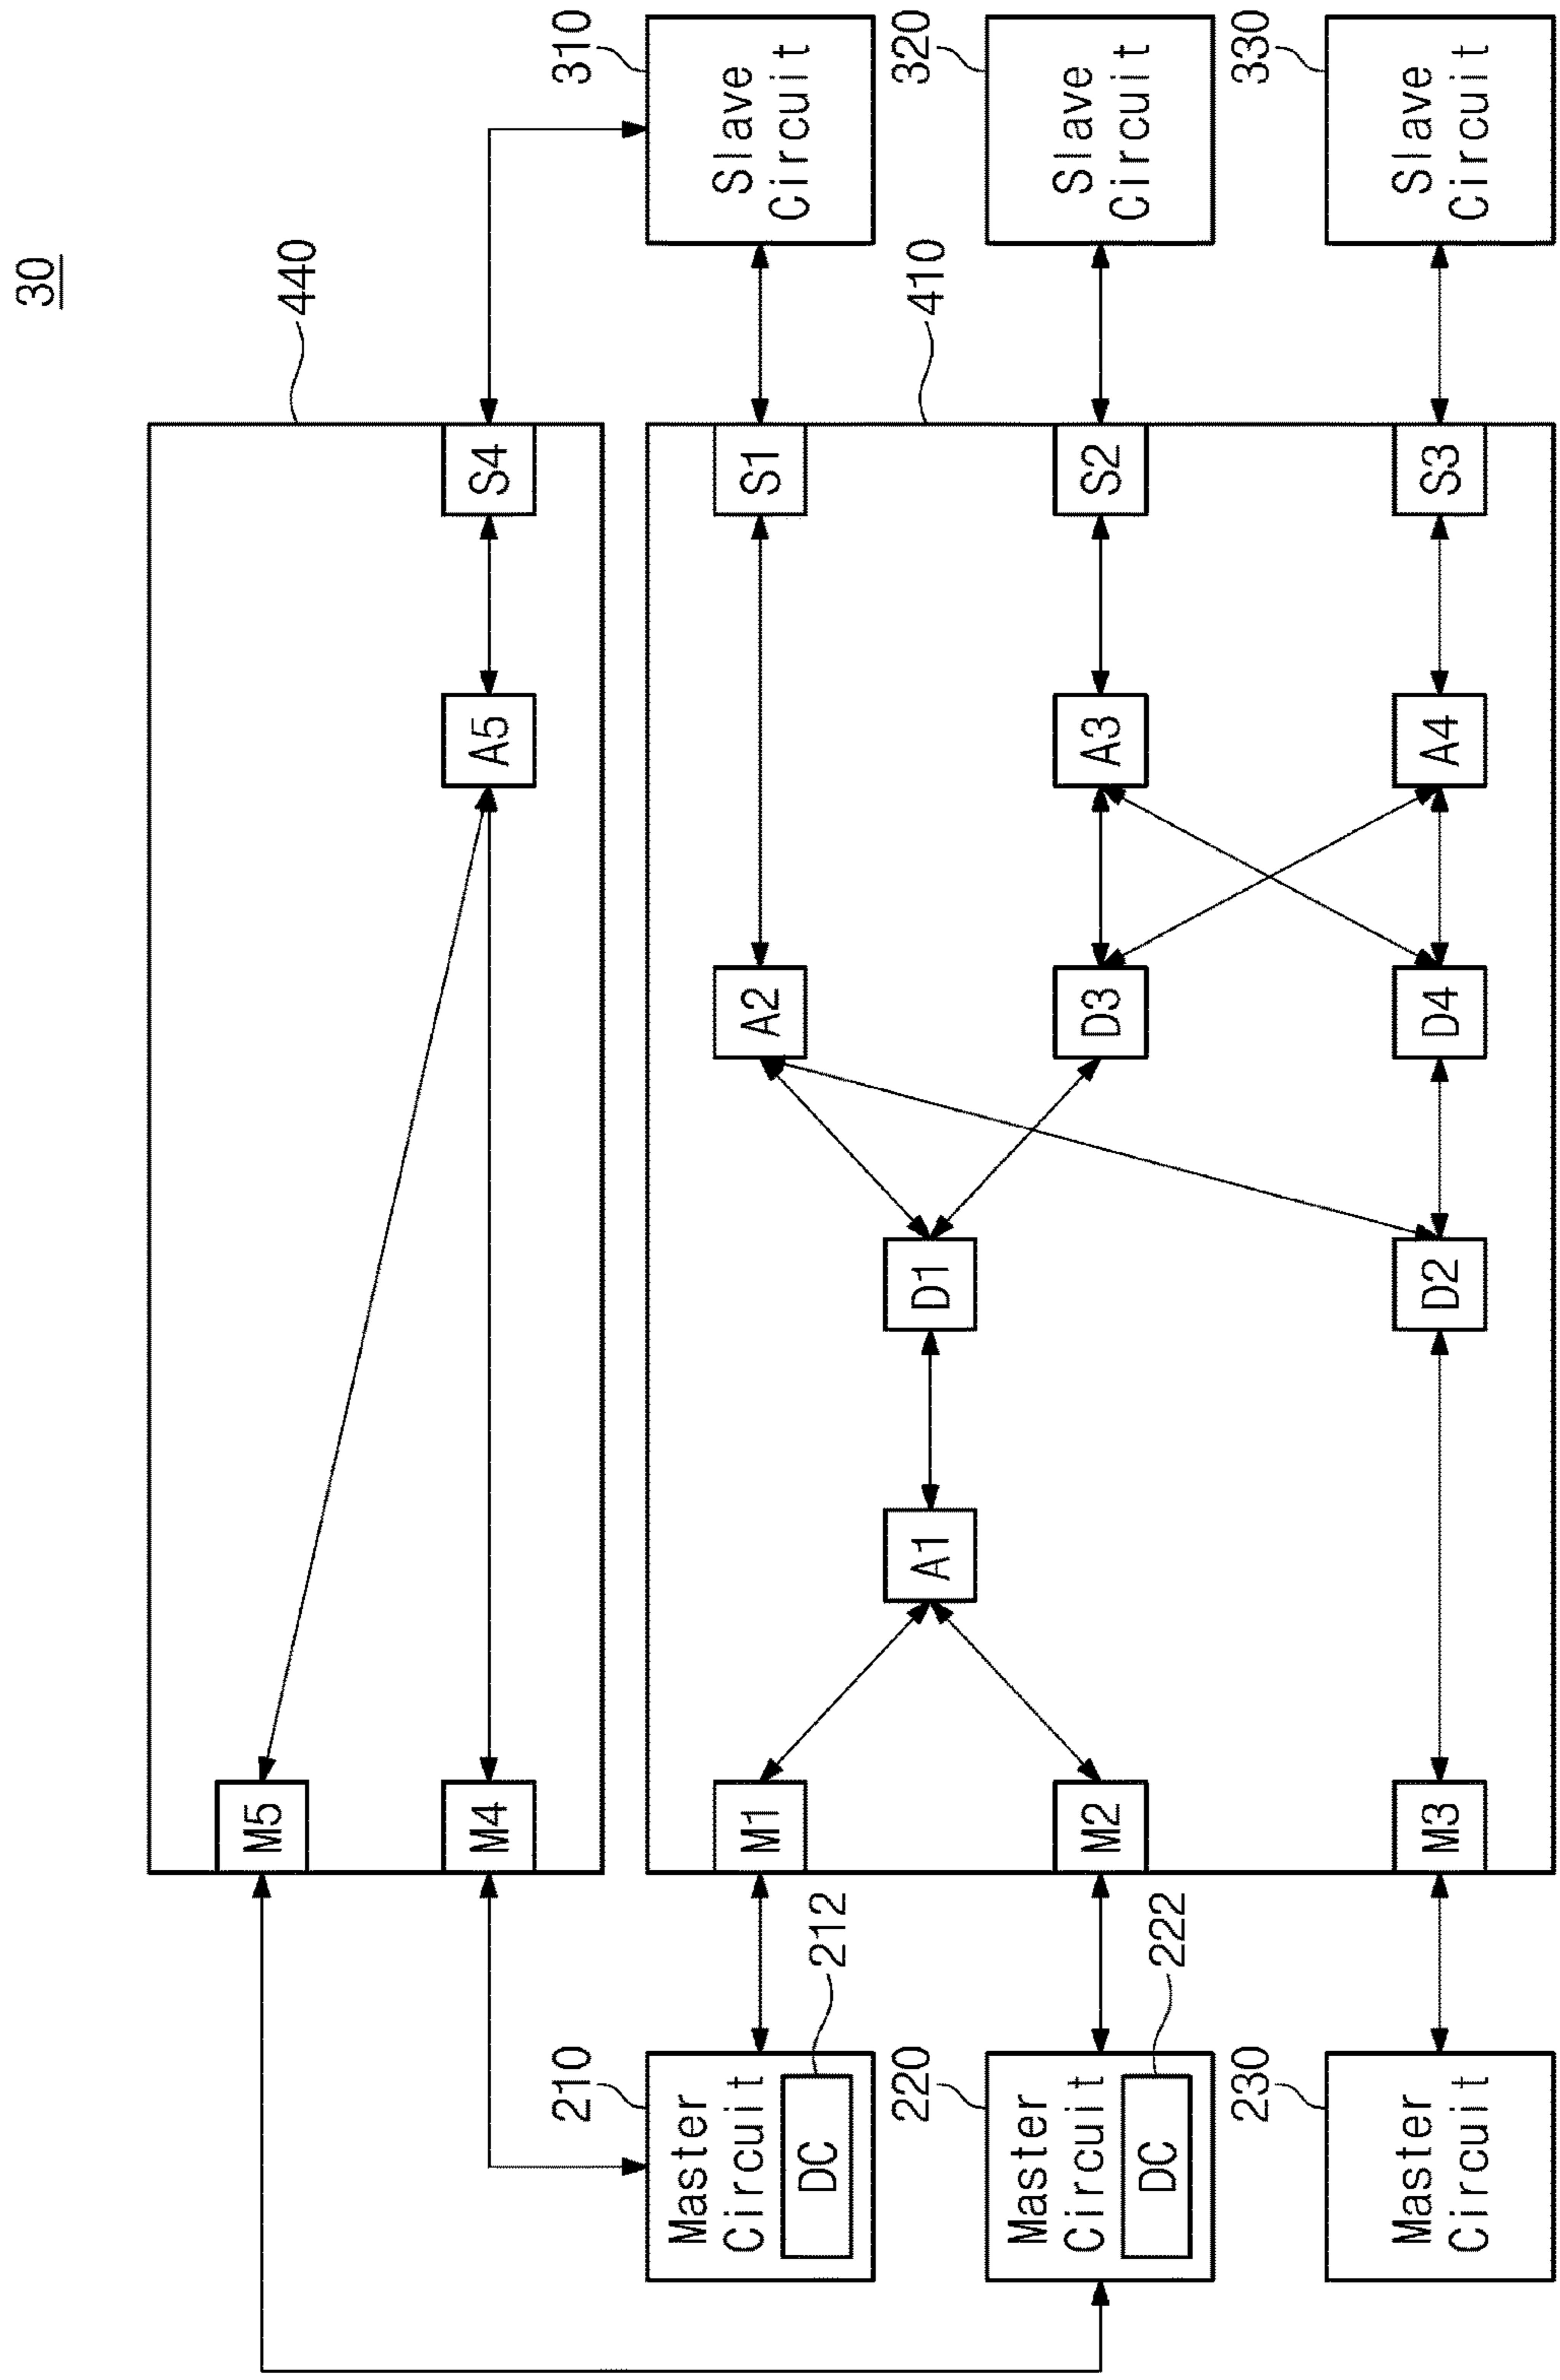 30
440
M5
A5
M4
S4
210
310
Master
Circuit
DC
212
M1
A2
S1
Slave
Circuit
A1
D1
410
220
320
Master
Circuit
DC
222
M2
D3
A3
S2
Slave
Circuit
230
330
Master
Circuit
M3
D2
D4
A4
S3
Slave
Circuit